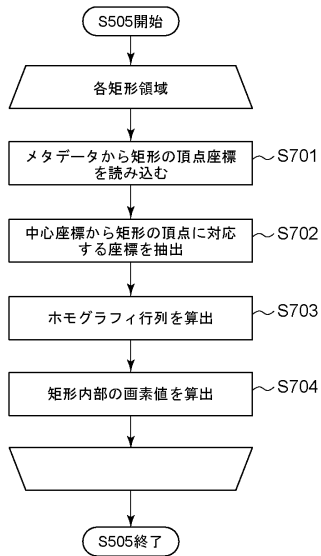 S505開始
各矩形領域
メタデータから矩形の頂点座標
を読み込む
S701
中心座標から矩形の頂点に対応
する座標を抽出
S702
ホモグラフィ行列を算出
S703
矩形内部の画素値を算出
S704
S505終了